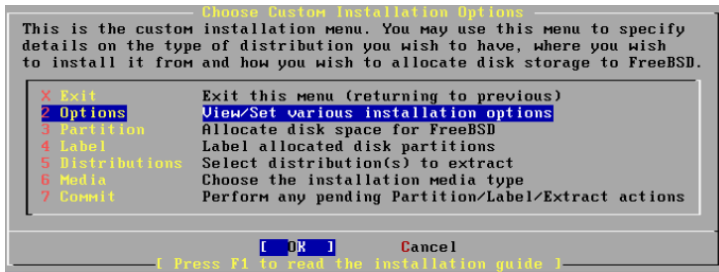 Choose Custom Installation Options
This is the custom installation menu. You may use this menu to specify
details on the type of distribution you wish to have, where you wish
to install it from and how you wish to allocate disk storage to FreeBSD.
X Exit Exit this menu (returning to previous)
2 Options View/Set various installation options
3 Partition Allocate disk space for FreeBSD
4 Label Label allocated disk partitions
5 Distributions Select distribution(s) to extract
6 Media Choose the installation media type
7 Commit Perform any pending Partition/Label/Extract actions
[ OK ] Cancel
[ Press F1 to read the installation guide ]